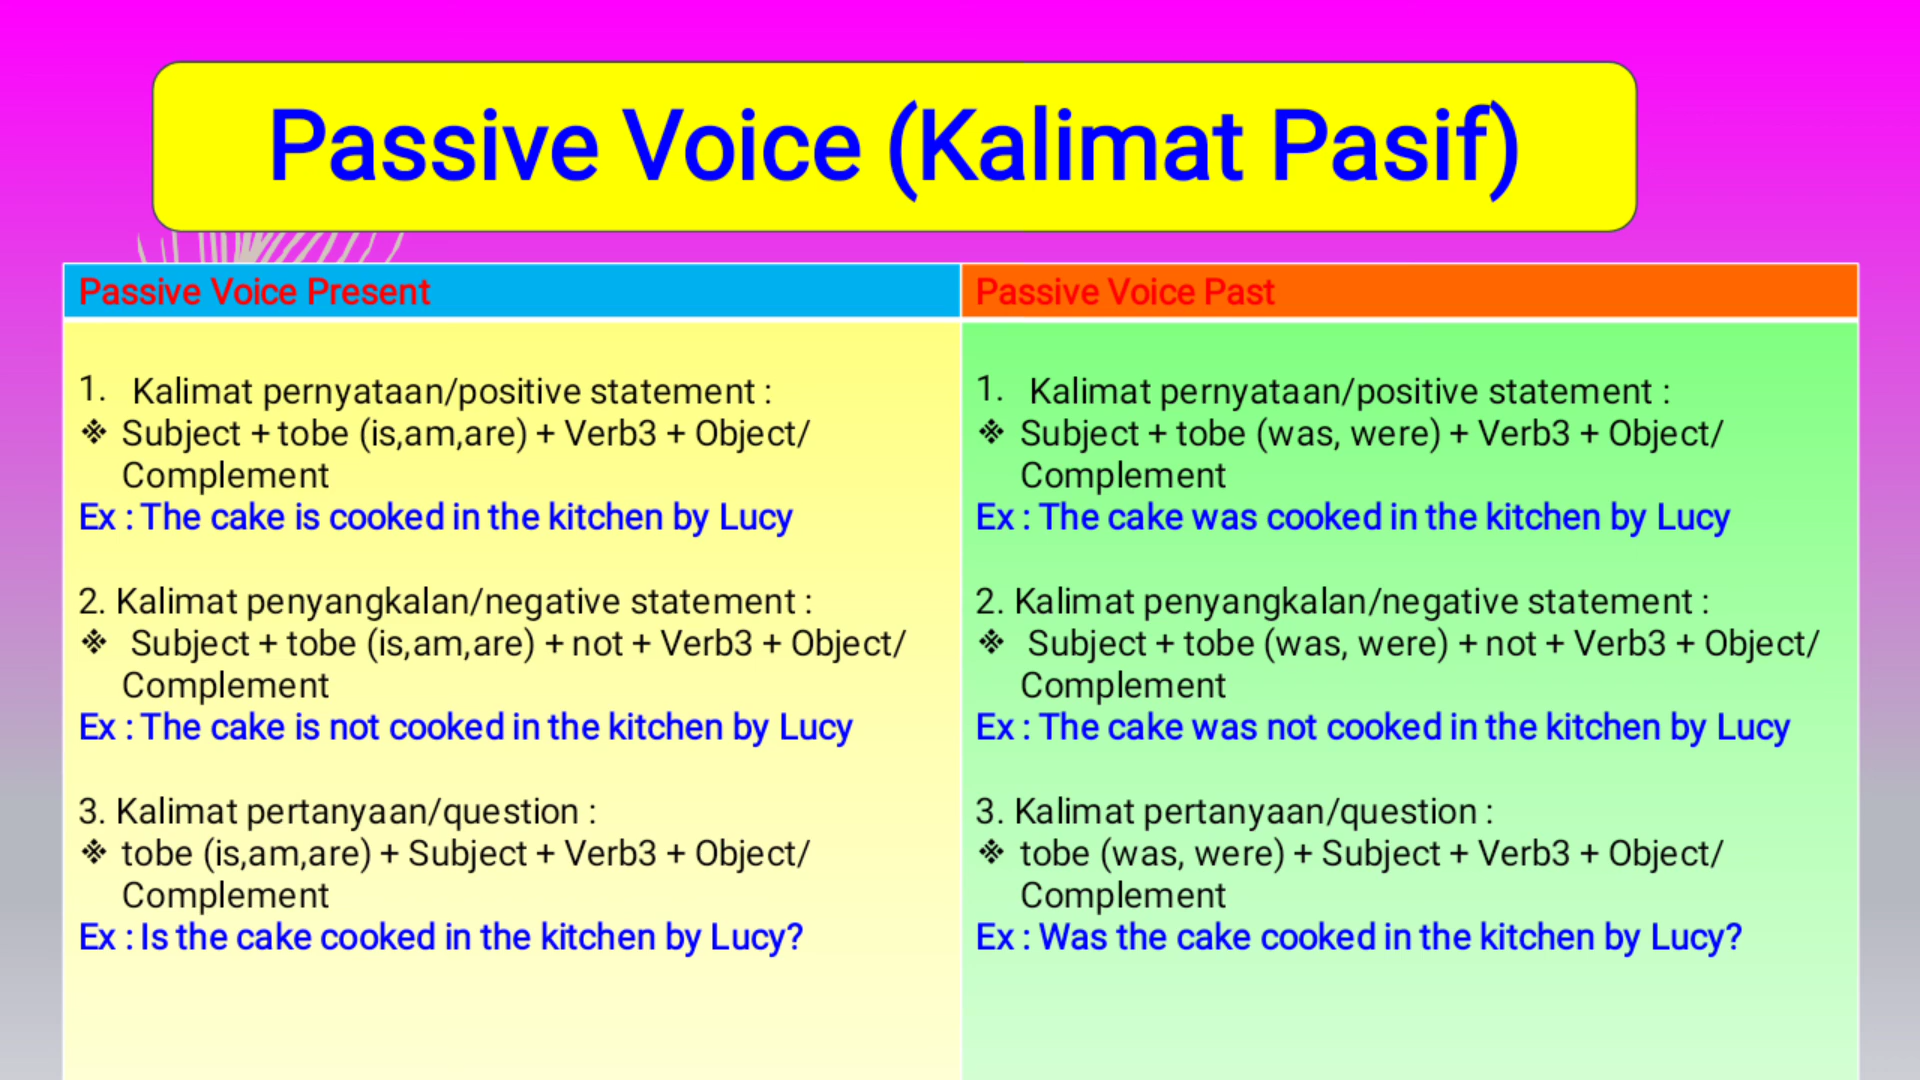 Passive Voice (Kalimat Pasif)
Passive Voice Present
1. Kalimat pernyataan/positive statement :
❖ Subject + tobe (is,am,are) + Verb3 + Object/
Complement
Ex : The cake is cooked in the kitchen by Lucy
2. Kalimat penyangkalan/negative statement :
❖ Subject + tobe (is,am,are) + not + Verb3 + Object/
Complement
Ex : The cake is not cooked in the kitchen by Lucy
3. Kalimat pertanyaan/question :
❖ tobe (is,am,are) + Subject + Verb3 + Object/
Complement
Ex : Is the cake cooked in the kitchen by Lucy?
Passive Voice Past
1. Kalimat pernyataan/positive statement :
❖ Subject + tobe (was, were) + Verb3 + Object/
Complement
Ex : The cake was cooked in the kitchen by Lucy
2. Kalimat penyangkalan/negative statement :
❖ Subject + tobe (was, were) + not + Verb3 + Object/
Complement
Ex : The cake was not cooked in the kitchen by Lucy
3. Kalimat pertanyaan/question :
❖ tobe (was, were) + Subject + Verb3 + Object/
Complement
Ex : Was the cake cooked in the kitchen by Lucy?